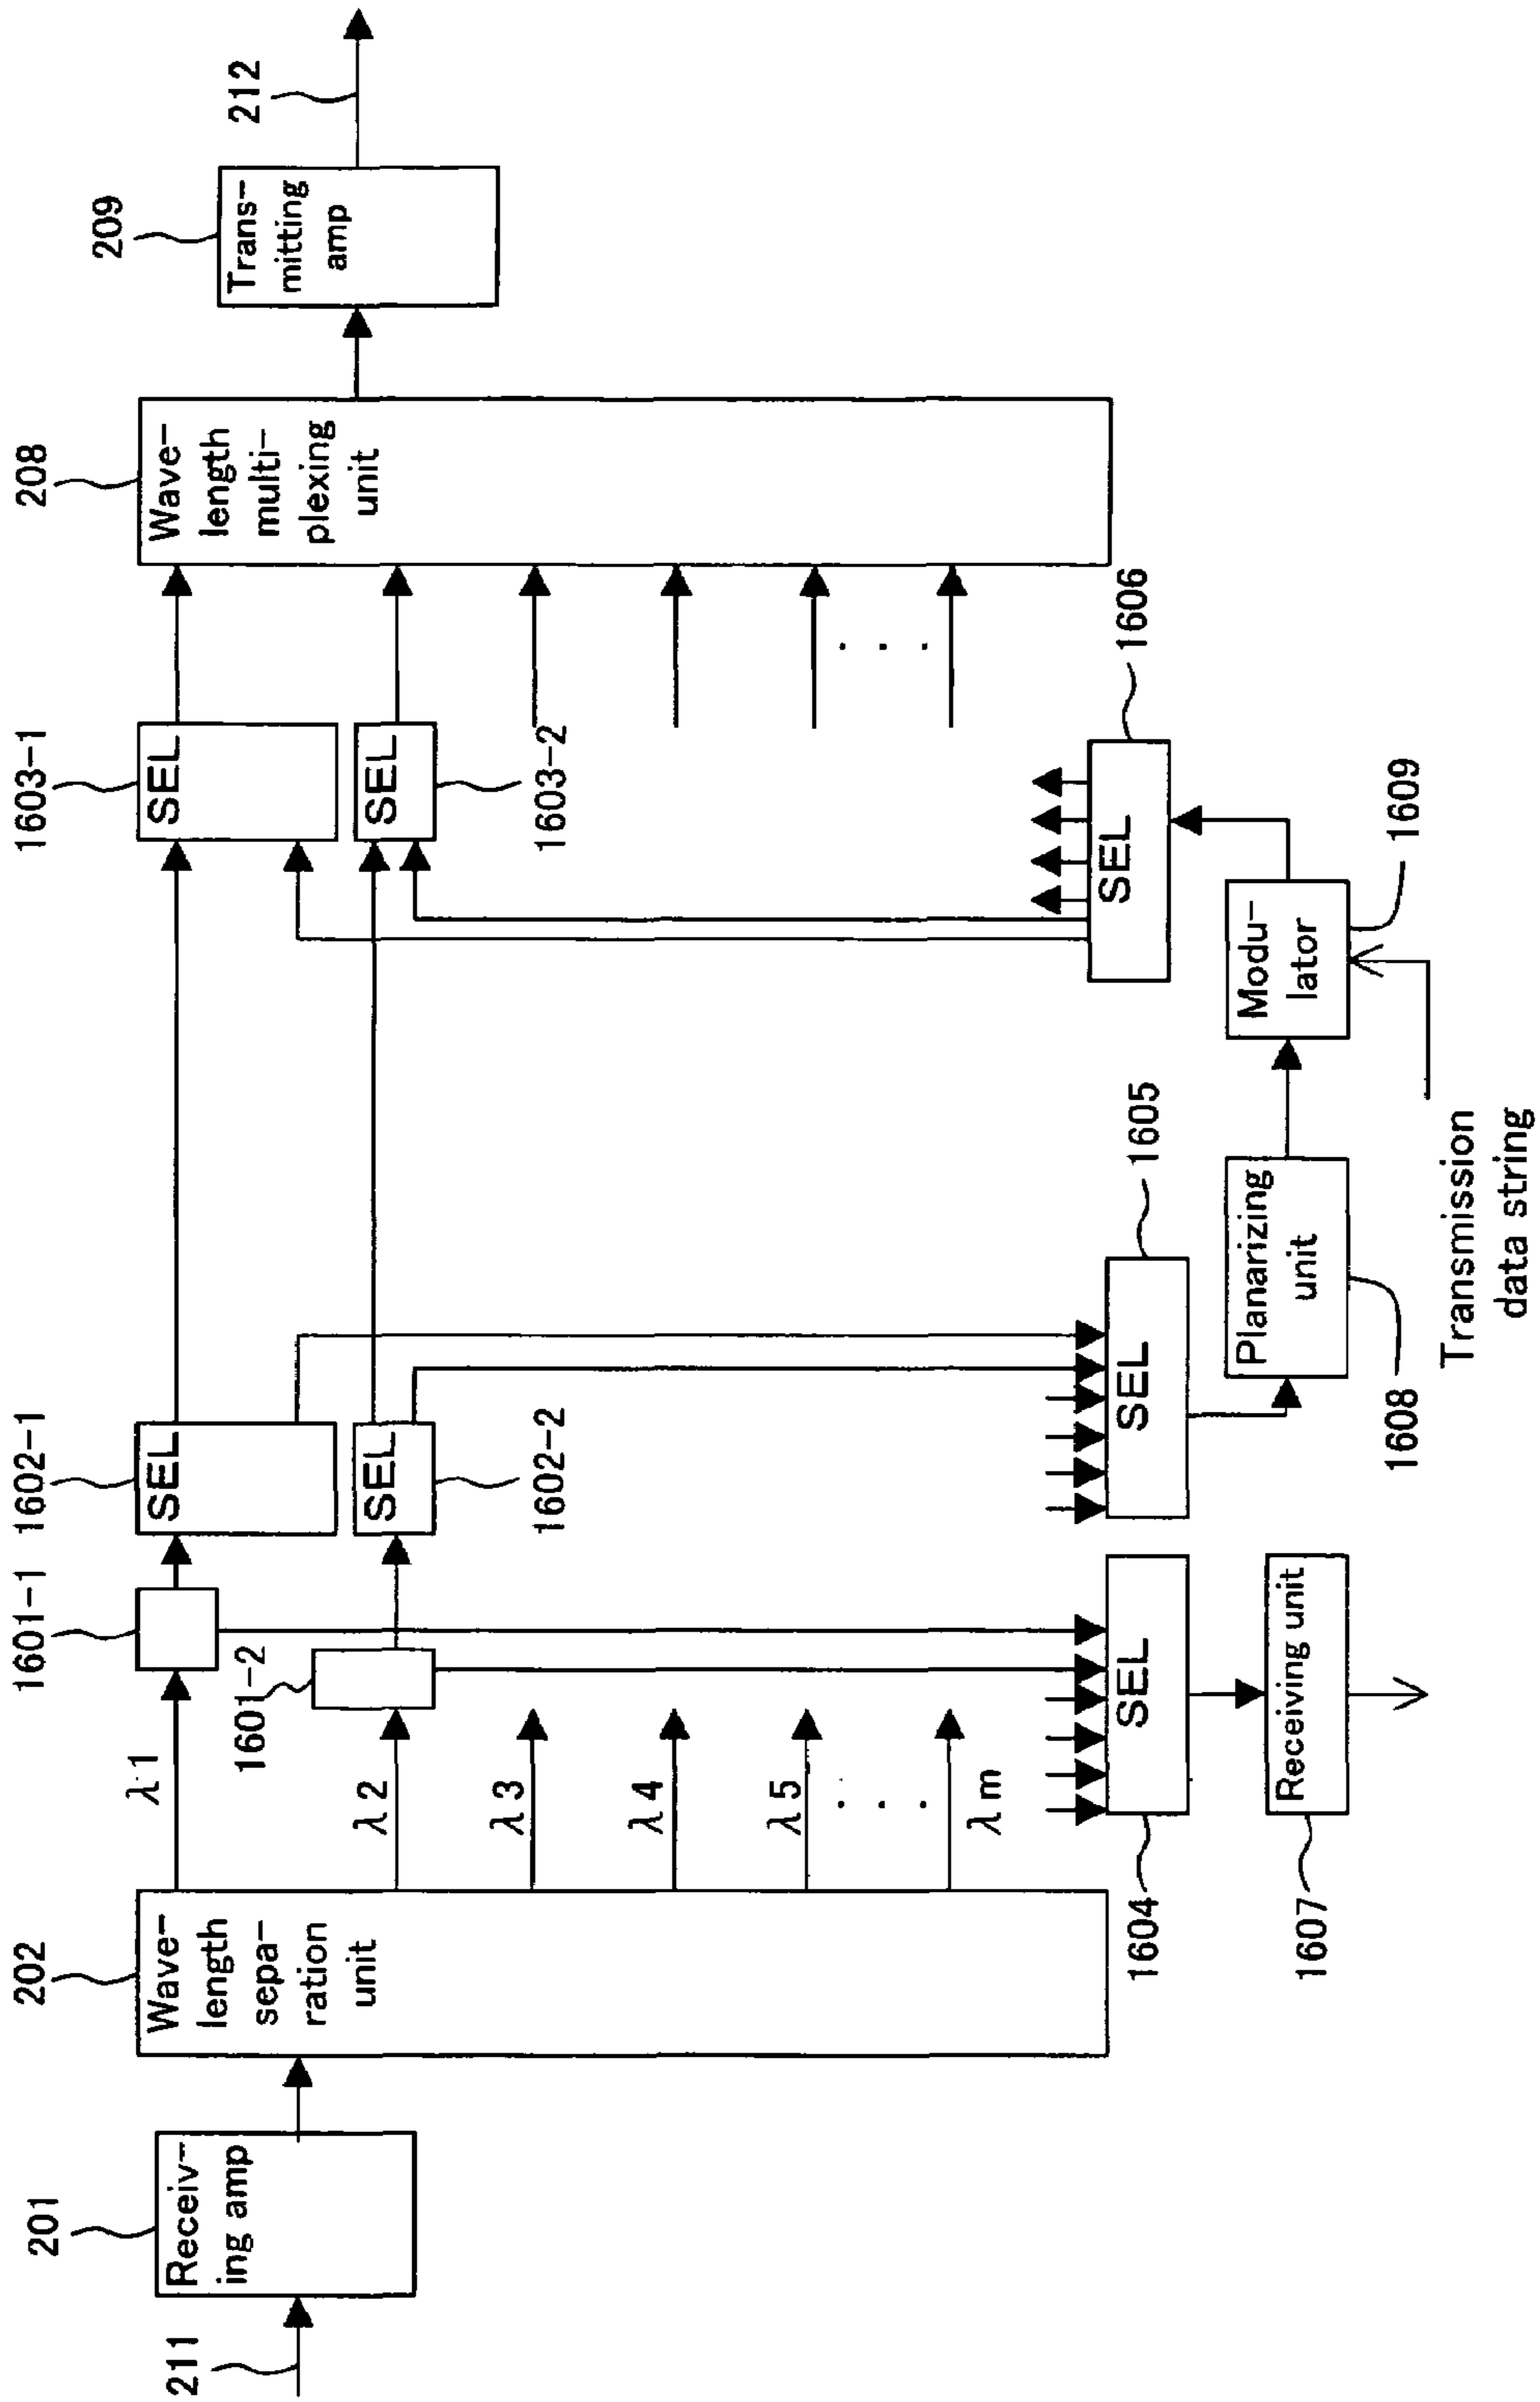 211
201
Receiv-
ing amp
202
Wave-
length
sepa-
ration
unit
λ1
λ2
λ3
λ4
λ5
. . .
λm
1601-1
1601-2
1602-1
SEL
SEL
1602-2
1603-1
SEL
SEL
1603-2
. . .
208
Wave-
length
multi-
plexing
unit
209
Trans-
mitting
amp
212
1604
SEL
1607
Receiving unit
1605
SEL
1608
Planarizing
unit
1606
SEL
1609
Modu-
lator
Transmission
data string